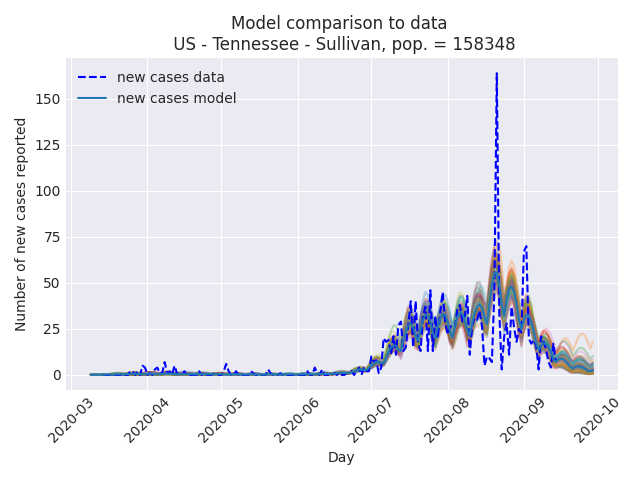 Model comparison to data
US - Tennessee - Sullivan, pop. = 158348
new cases data
new cases model
Number of new cases reported
150
125
100
75
50
25
0
2020-03
2020-04
2020-05
2020-06
2020-07
2020-08
2020-09
2020-10
Day